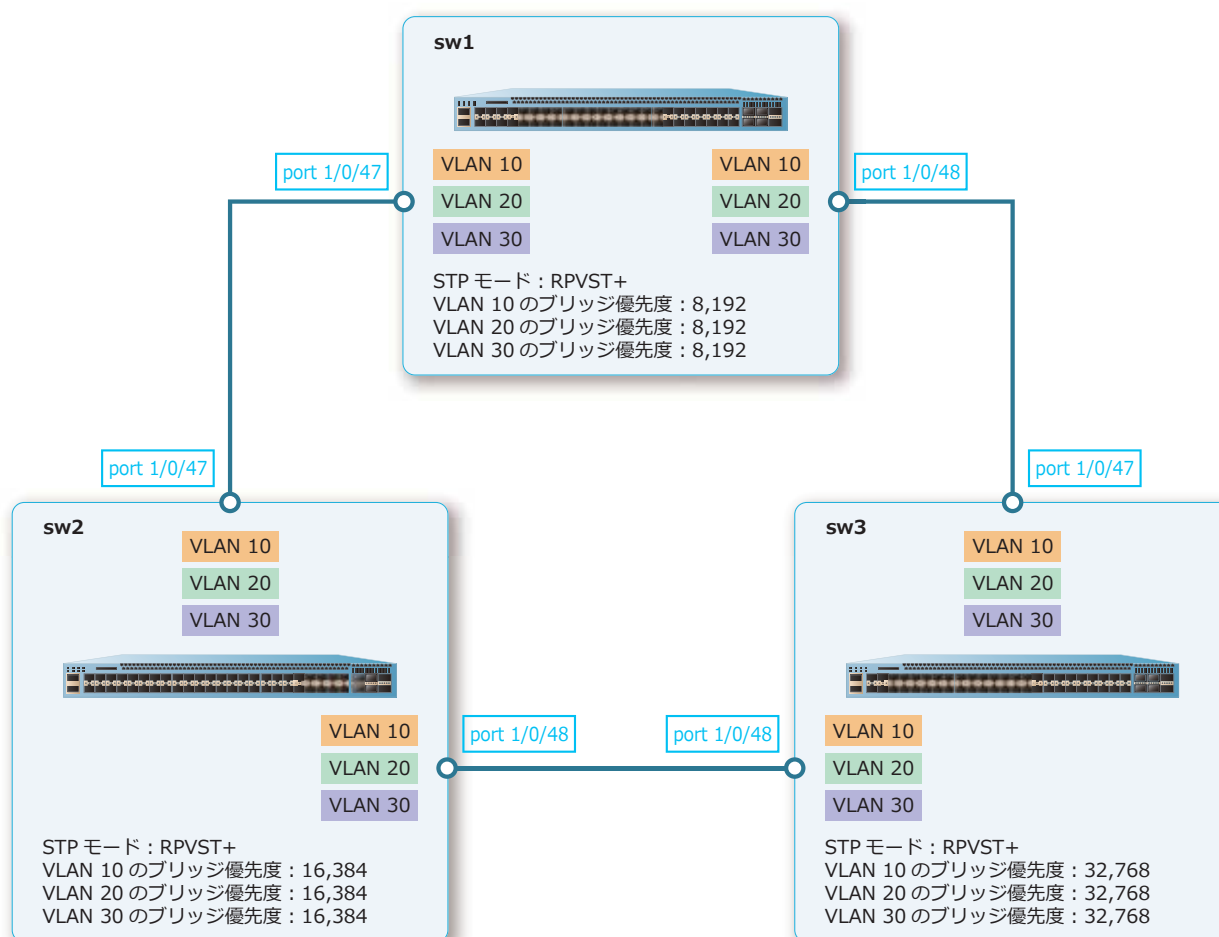 sw1
port 1/0/47
VLAN 10
VLAN 10
port 1/0/48
VLAN 20
VLAN 20
VLAN 30
VLAN 30
STP モード：RPVST+
VLAN 10 のブリッジ優先度：8,192
VLAN 20 のブリッジ優先度：8,192
VLAN 30 のブリッジ優先度：8,192
port 1/0/47
port 1/0/47
sw2
VLAN 10
VLAN 20
VLAN 30
VLAN 10
VLAN 20
VLAN 30
port 1/0/48
STP モード：RPVST+
VLAN 10 のブリッジ優先度：16,384
VLAN 20 のブリッジ優先度：16,384
VLAN 30 のブリッジ優先度：16,384
sw3
VLAN 10
VLAN 20
VLAN 30
port 1/0/48
VLAN 10
VLAN 20
VLAN 30
STP モード：RPVST+
VLAN 10 のブリッジ優先度：32,768
VLAN 20 のブリッジ優先度：32,768
VLAN 30 のブリッジ優先度：32,768